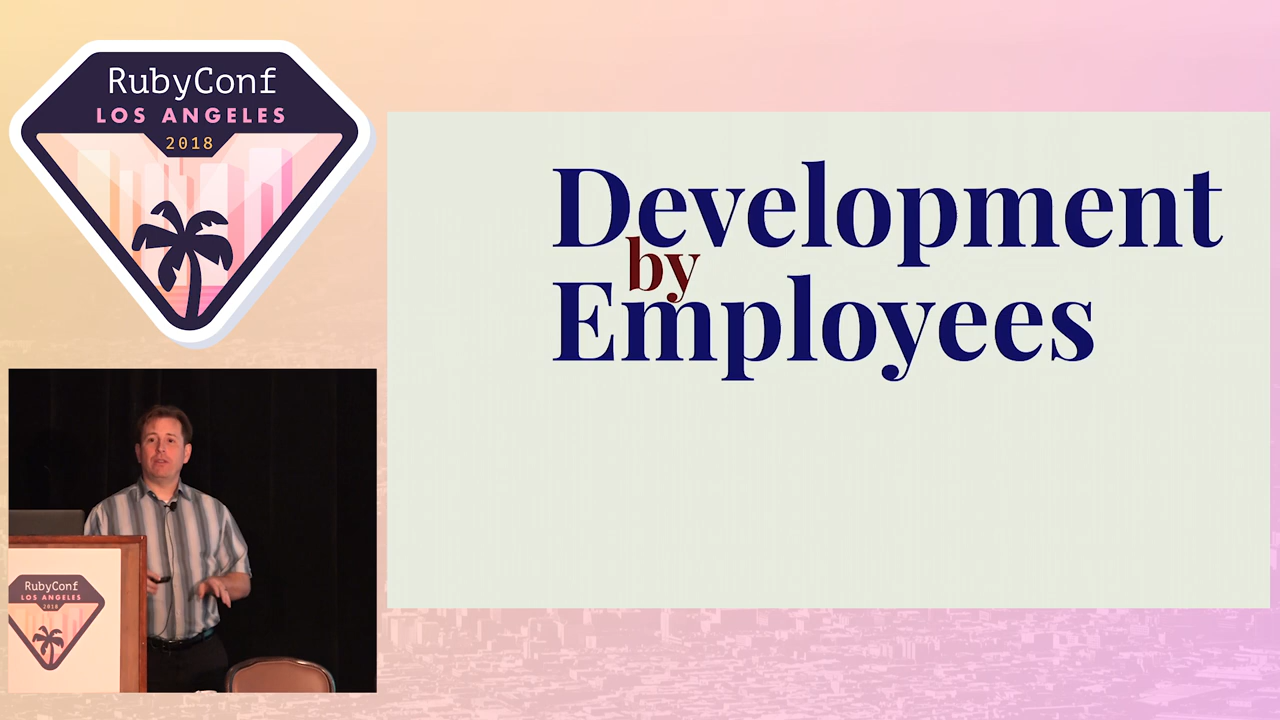 RubyConf
LOS ANGELES
2018
Development
by
Employees
RubyConf
LOS ANGELES
2018